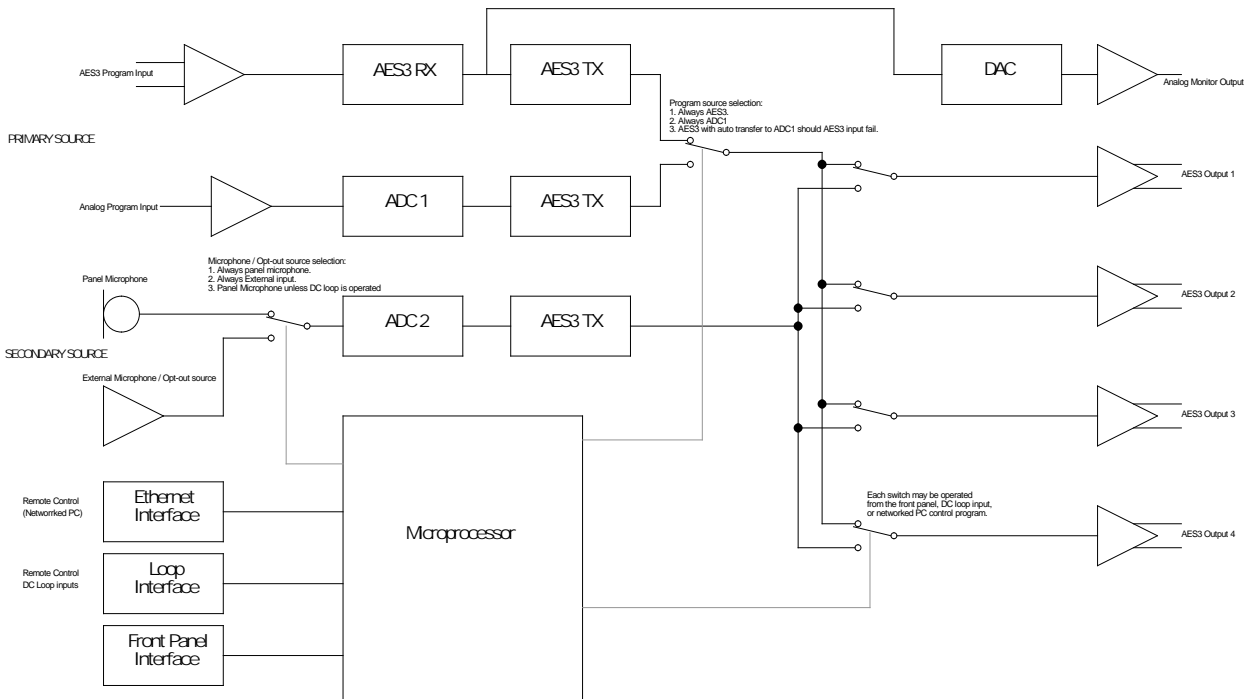 AES3 Program Input
AES3 RX
AES3 TX
DAC
Analog Monitor Output
Program source selection:
1. Always AES3.
2. Always ADC1
3. AES3 with auto transfer to ADC1 should AES3 input fail.
PRIMARY SOURCE
AES3 Output 1
Analog Program Input
ADC 1
AES3 TX
Microphone / Opt-out source selection:
1. Always panel microphone.
2. Always External input.
3. Panel Microphone unless DC loop is operated
Panel Microphone
AES3 Output 2
ADC 2
AES3 TX
SECONDARY SOURCE
External Microphone / Opt-out source
AES3 Output 3
Remote Control
(Networrked PC)
Ethernet
Interface
Microprocessor
Each switch may be operated
from the front panel, DC loop input,
or networked PC control program.
AES3 Output 4
Remote Control
DC Loop inputs
Loop
Interface
Front Panel
Interface